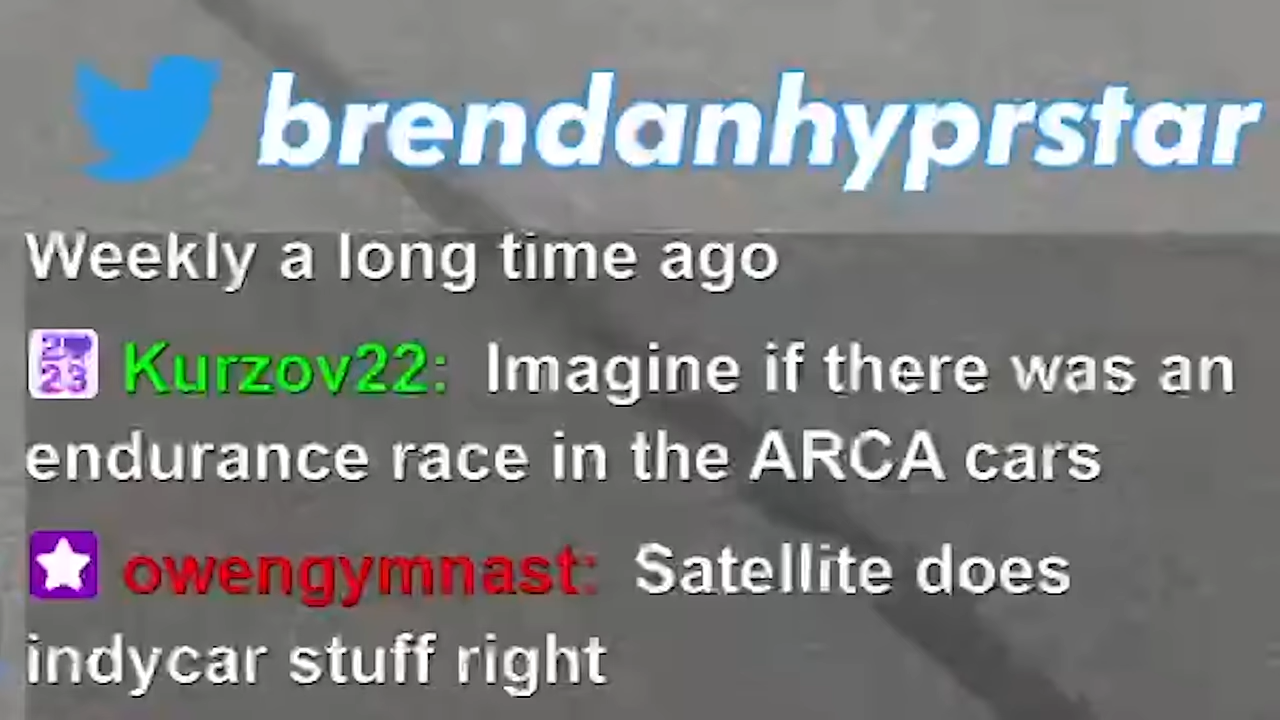 brendanhyprstar
Weekly a long time ago
Kurzov22: Imagine if there was an
endurance race in the ARCA cars
owengymnast: Satellite does
indycar stuff right